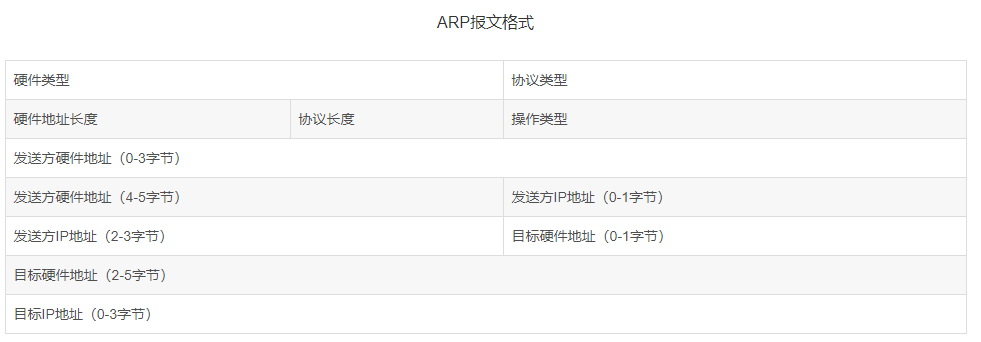 ARP报文格式
硬件类型 协议类型
硬件地址长度 协议长度 操作类型
发送方硬件地址（0-3字节）
发送方硬件地址（4-5字节） 发送方IP地址（0-1字节）
发送方IP地址（2-3字节） 目标硬件地址（0-1字节）
目标硬件地址（2-5字节）
目标IP地址（0-3字节）